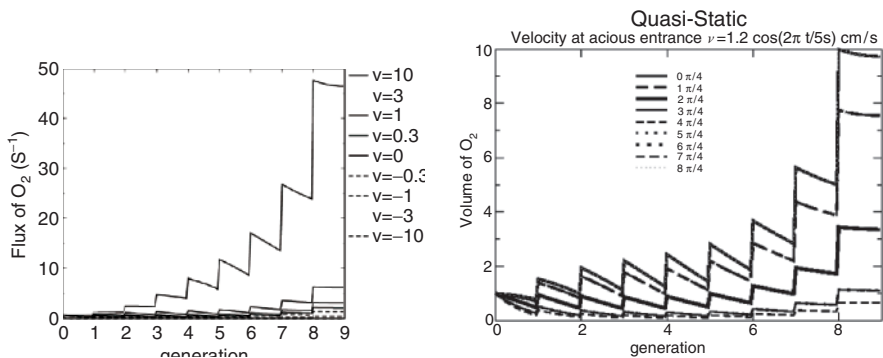 50
40
30
20
10
0
0 1 2 3 4 5 6 7 8 9
Flux of O2 (S−1)
generation
v=10
v=3
v=1
v=0.3
v=0
v=−0.3
v=−1
v=−3
v=−10
Quasi-Static
Velocity at acious entrance ν=1.2 cos(2π t/5s) cm/s
10
8
6
4
2
0
0 2 4 6 8
Volume of O2
generation
0 π/4
1 π/4
2 π/4
3 π/4
4 π/4
5 π/4
6 π/4
7 π/4
8 π/4